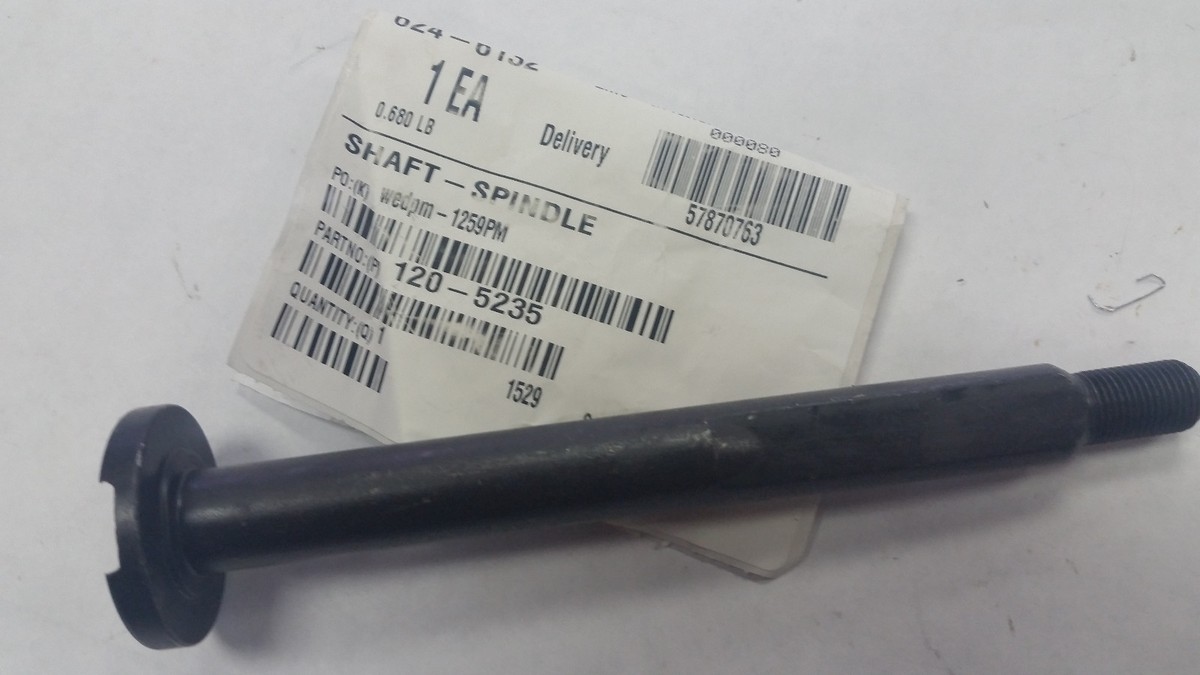 1 EA
0.680 LB
Delivery
000080
57870763
SHAFT-SPINDLE
PO:(K) wedpm-1259PM
PARTNO:(P) 120-5235
QUANTITY:(Q) 1
1529